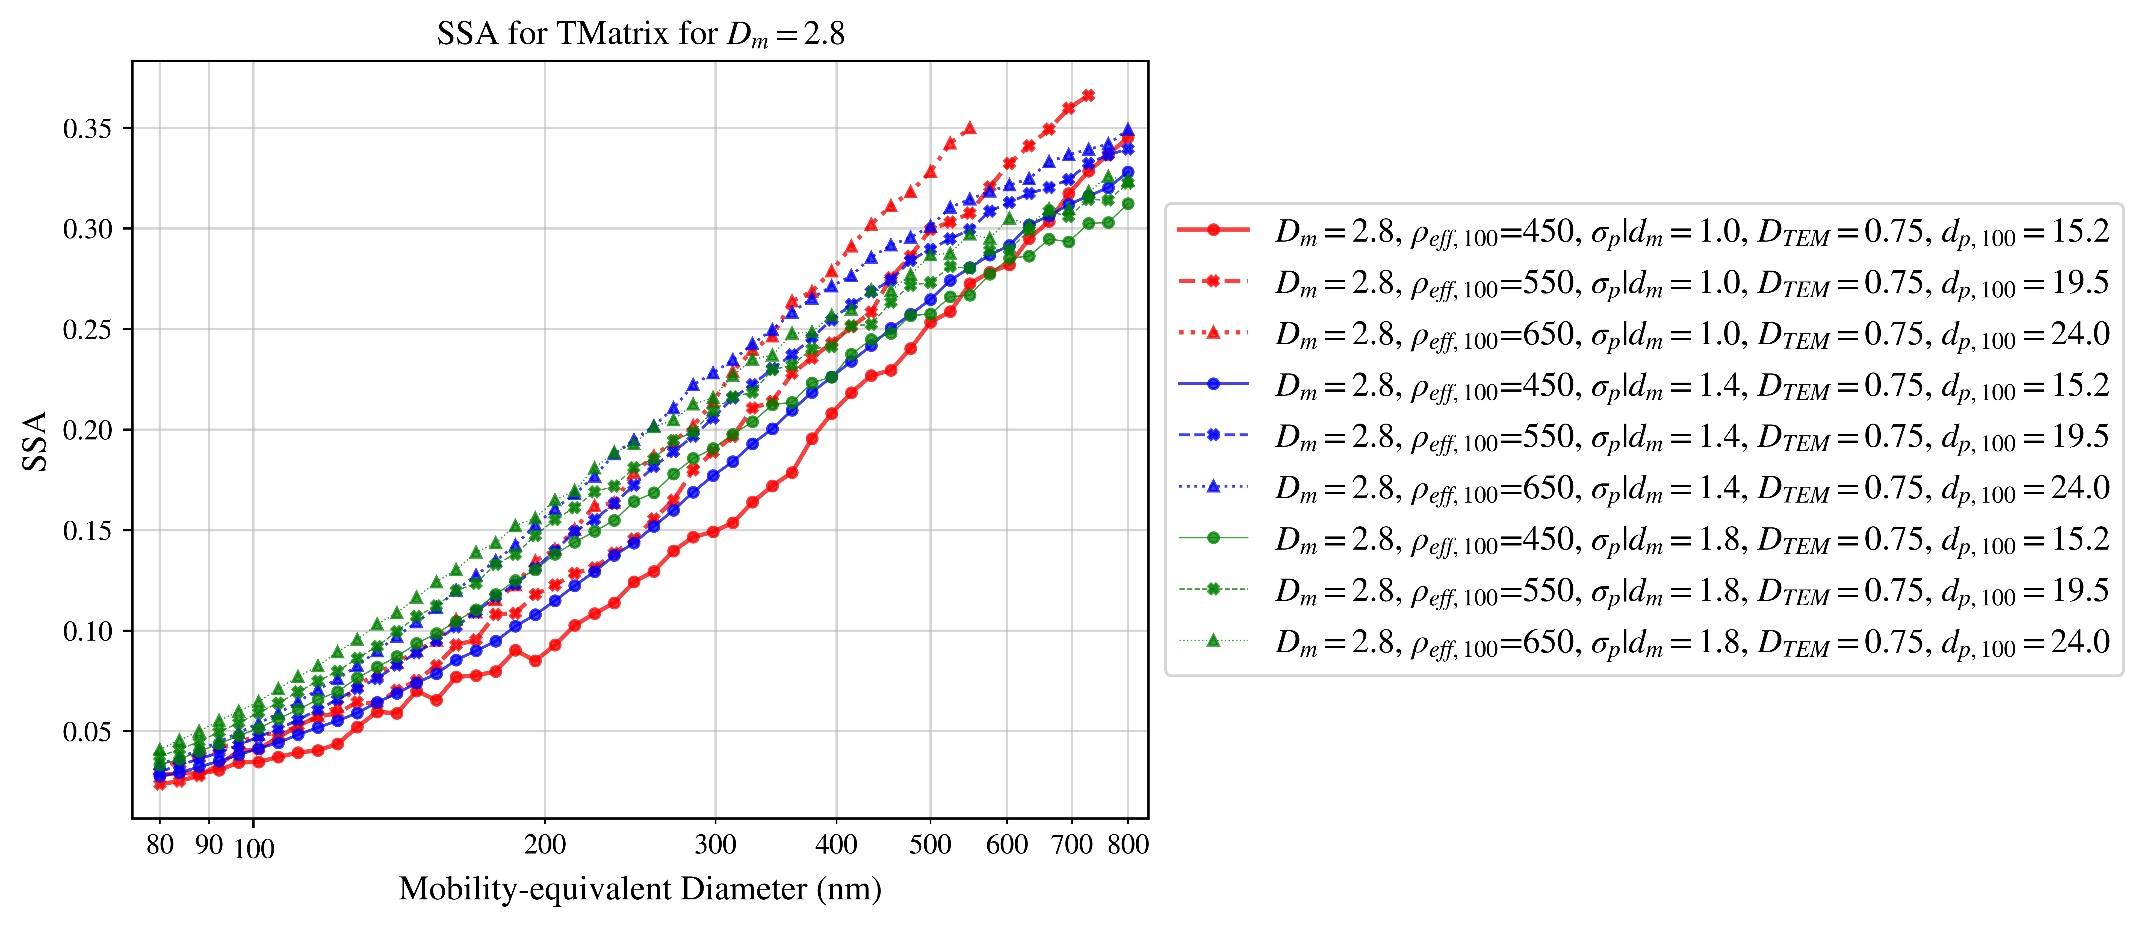 SSA for TMatrix for Dₘ = 2.8
SSA
0.35
0.30
0.25
0.20
0.15
0.10
0.05
80 90 100 200 300 400 500 600 700 800
Mobility-equivalent Diameter (nm)
D_m = 2.8, ρ_eff, 100=450, σ_p|d_m = 1.0, D_TEM = 0.75, d_p, 100 = 15.2
D_m = 2.8, ρ_eff, 100=550, σ_p|d_m = 1.0, D_TEM = 0.75, d_p, 100 = 19.5
D_m = 2.8, ρ_eff, 100=650, σ_p|d_m = 1.0, D_TEM = 0.75, d_p, 100 = 24.0
D_m = 2.8, ρ_eff, 100=450, σ_p|d_m = 1.4, D_TEM = 0.75, d_p, 100 = 15.2
D_m = 2.8, ρ_eff, 100=550, σ_p|d_m = 1.4, D_TEM = 0.75, d_p, 100 = 19.5
D_m = 2.8, ρ_eff, 100=650, σ_p|d_m = 1.4, D_TEM = 0.75, d_p, 100 = 24.0
D_m = 2.8, ρ_eff, 100=450, σ_p|d_m = 1.8, D_TEM = 0.75, d_p, 100 = 15.2
D_m = 2.8, ρ_eff, 100=550, σ_p|d_m = 1.8, D_TEM = 0.75, d_p, 100 = 19.5
D_m = 2.8, ρ_eff, 100=650, σ_p|d_m = 1.8, D_TEM = 0.75, d_p, 100 = 24.0